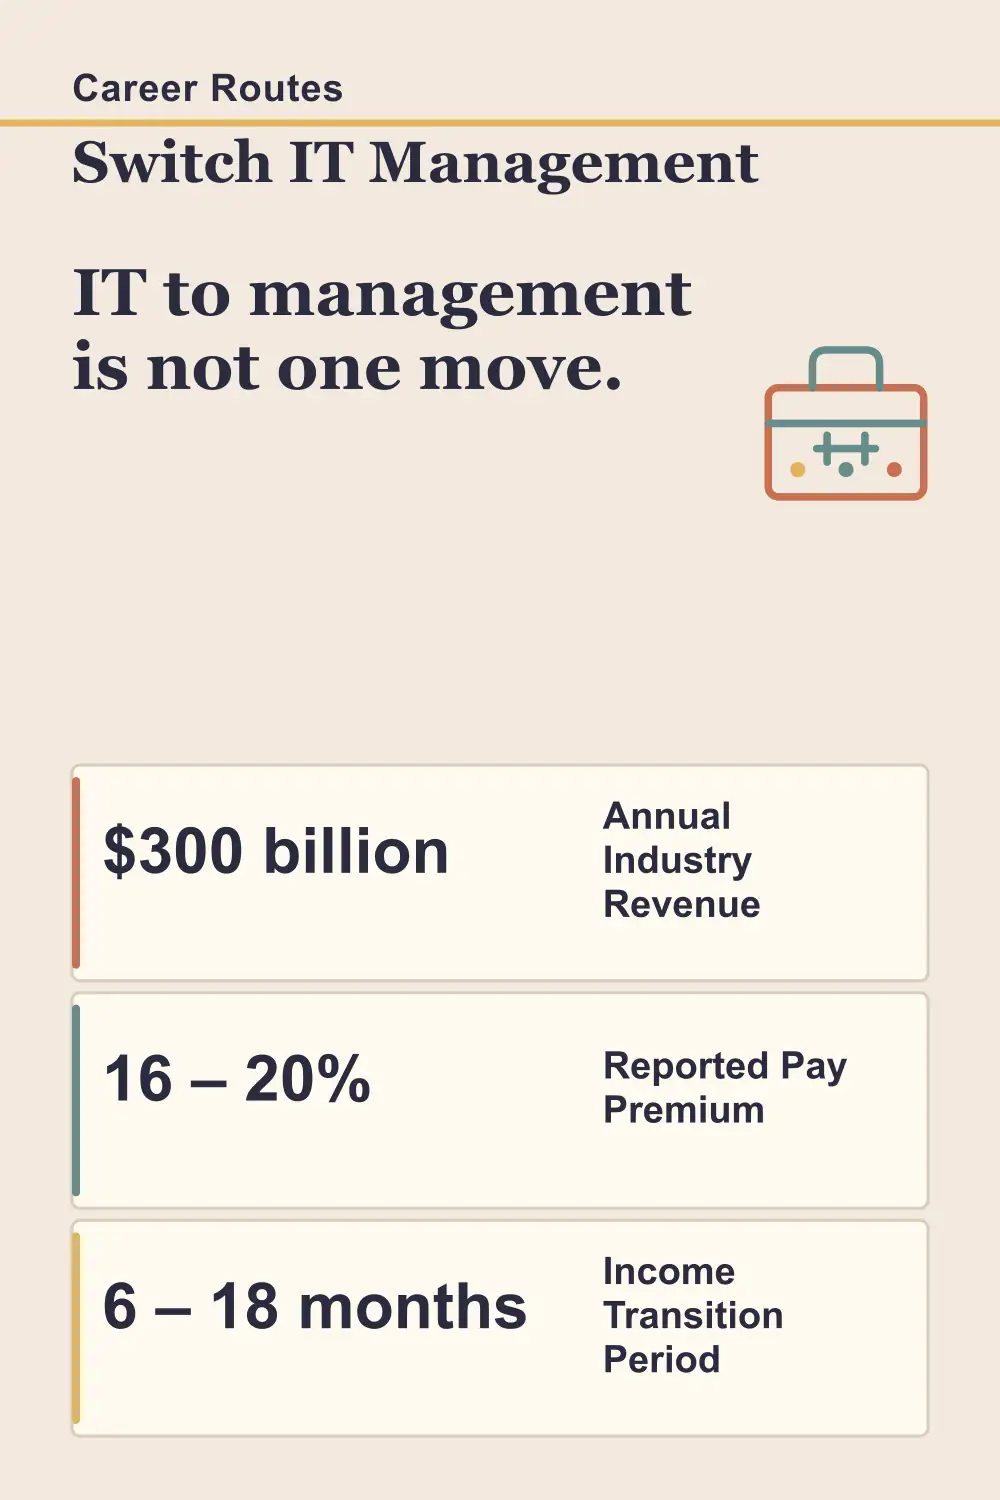 Career Routes
Switch IT Management
IT to management
is not one move.
$300 billion
Annual
Industry
Revenue
16 – 20%
Reported Pay
Premium
6 – 18 months
Income
Transition
Period